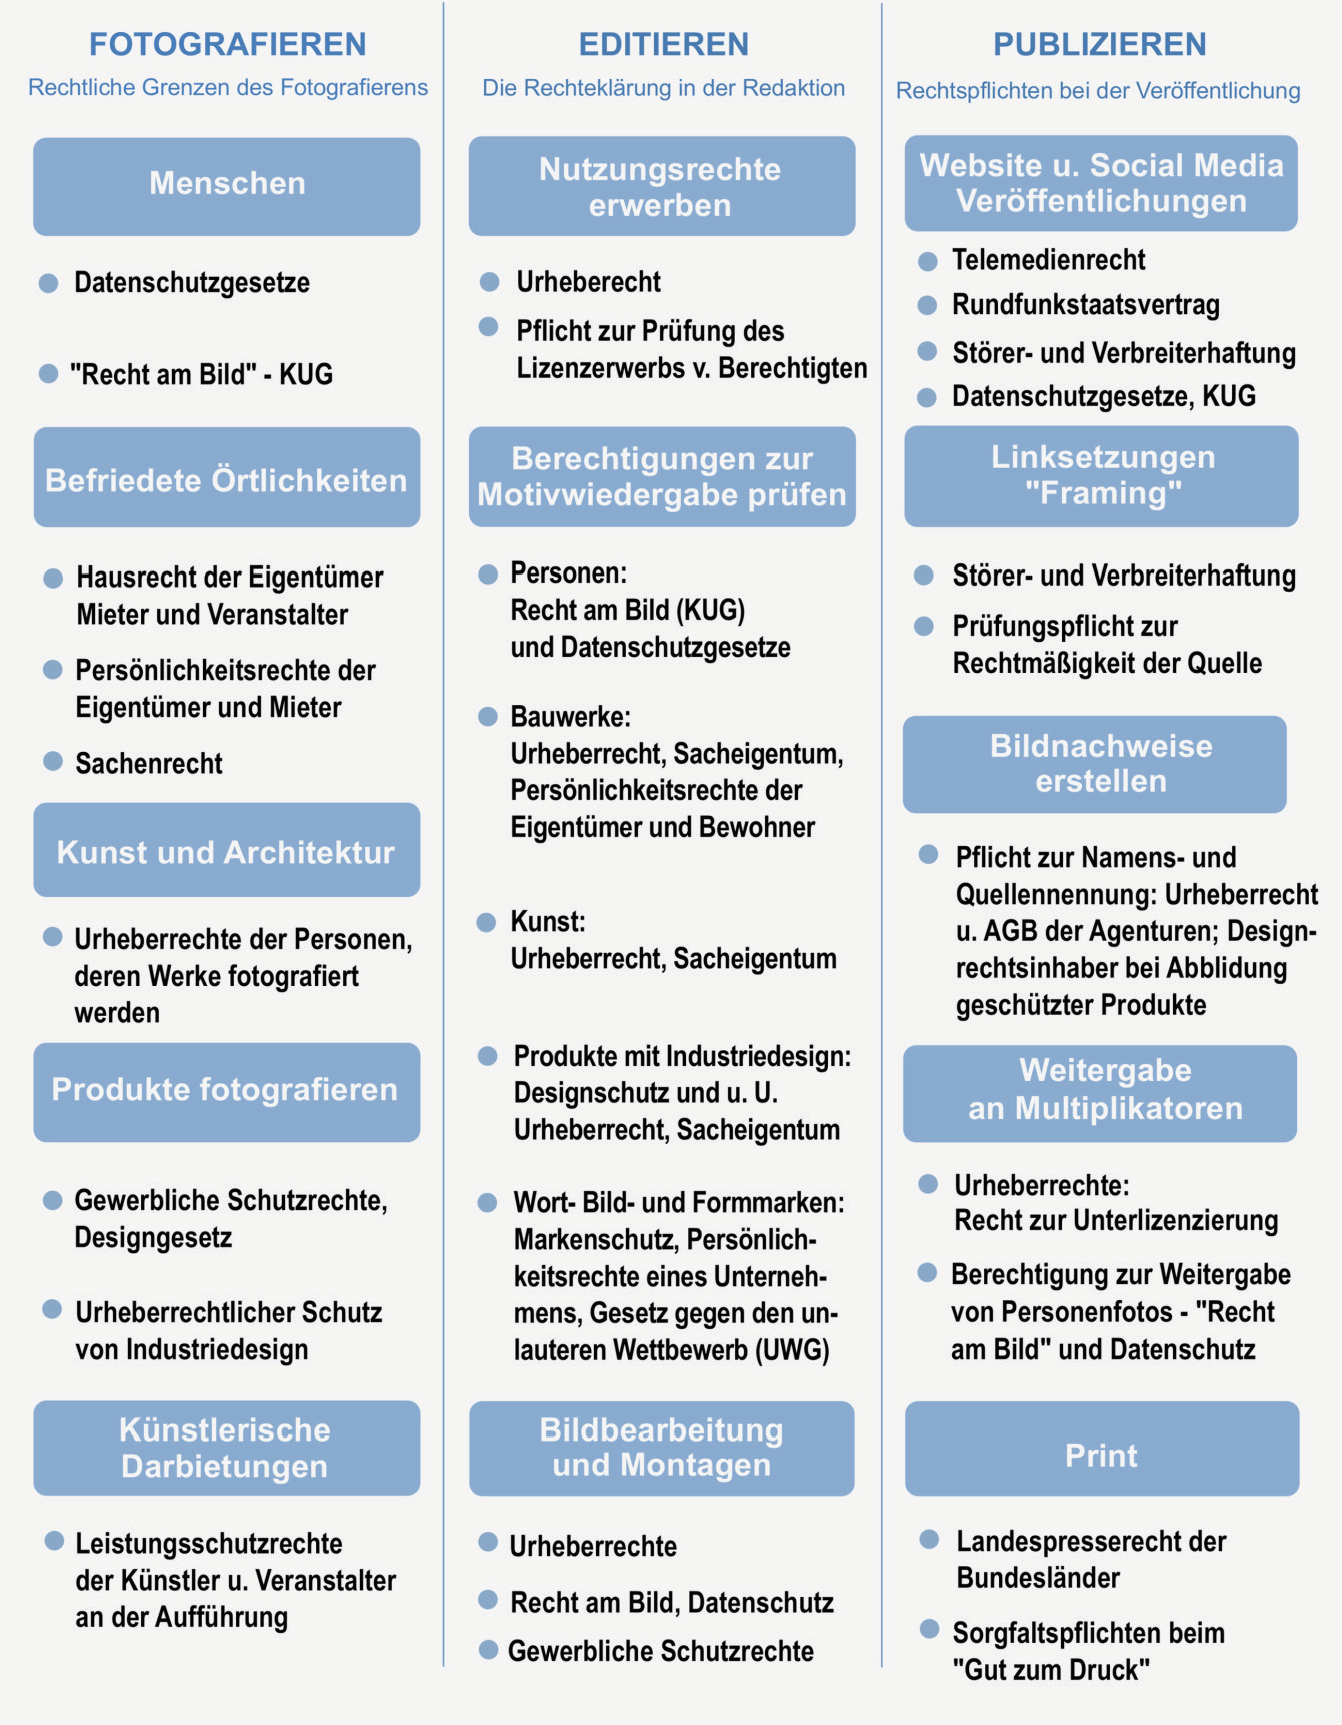 FOTOGRAFIEREN
Rechtliche Grenzen des Fotografierens
Menschen
Datenschutzgesetze
"Recht am Bild" - KUG
Befriedete Örtlichkeiten
Hausrecht der Eigentümer
Mieter und Veranstalter
Persönlichkeitsrechte der
Eigentümer und Mieter
Sachenrecht
Kunst und Architektur
Urheberrechte der Personen,
deren Werke fotografiert
werden
Produkte fotografieren
Gewerbliche Schutzrechte,
Designgesetz
Urheberrechtlicher Schutz
von Industriedesign
Künstlerische
Darbietungen
Leistungsschutzrechte
der Künstler u. Veranstalter
an der Aufführung
EDITIEREN
Die Rechteklärung in der Redaktion
Nutzungsrechte
erwerben
Urheberecht
Pflicht zur Prüfung des
Lizenzerwerbs v. Berechtigten
Berechtigungen zur
Motivwiedergabe prüfen
Personen:
Recht am Bild (KUG)
und Datenschutzgesetze
Bauwerke:
Urheberrecht, Sacheigentum,
Persönlichkeitsrechte der
Eigentümer und Bewohner
Kunst:
Urheberrecht, Sacheigentum
Produkte mit Industriedesign:
Designschutz und u. U.
Urheberrecht, Sacheigentum
Wort- Bild- und Formmarken:
Markenschutz, Persönlich-
keitsrechte eines Unterneh-
mens, Gesetz gegen den un-
lauteren Wettbewerb (UWG)
Bildbearbeitung
und Montagen
Urheberrechte
Recht am Bild, Datenschutz
Gewerbliche Schutzrechte
PUBLIZIEREN
Rechtspflichten bei der Veröffentlichung
Website u. Social Media
Veröffentlichungen
Telemedienrecht
Rundfunkstaatsvertrag
Störer- und Verbreiterhaftung
Datenschutzgesetze, KUG
Linksetzungen
"Framing"
Störer- und Verbreiterhaftung
Prüfungspflicht zur
Rechtmäßigkeit der Quelle
Bildnachweise
erstellen
Pflicht zur Namens- und
Quellennennung: Urheberrecht
u. AGB der Agenturen; Design-
rechtsinhaber bei Abblidung
geschützter Produkte
Weitergabe
an Multiplikatoren
Urheberrechte:
Recht zur Unterlizenzierung
Berechtigung zur Weitergabe
von Personenfotos - "Recht
am Bild" und Datenschutz
Print
Landespresserecht der
Bundesländer
Sorgfaltspflichten beim
"Gut zum Druck"